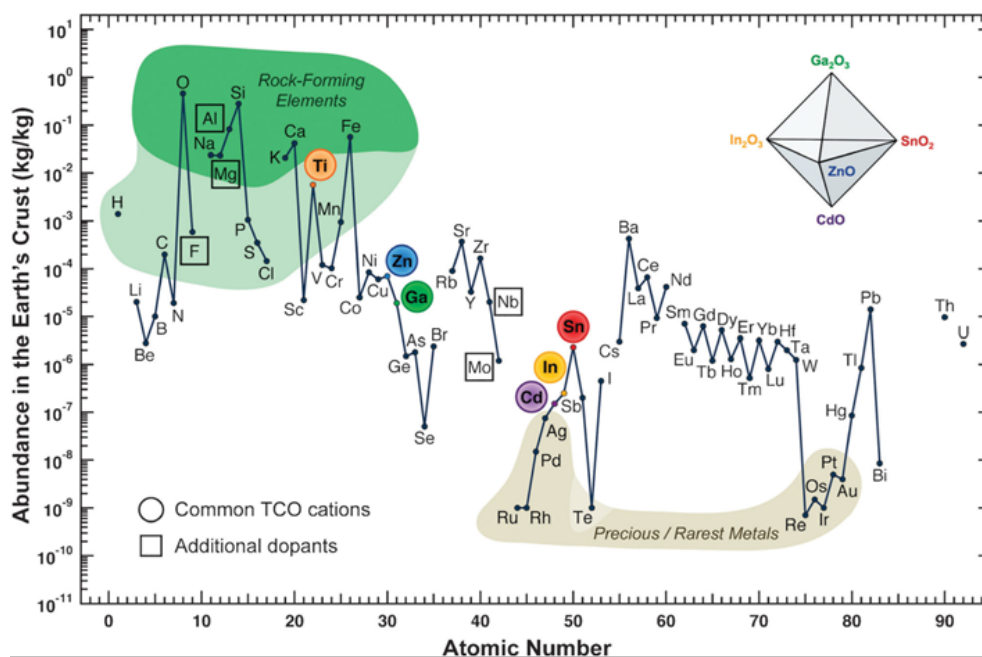 Abundance in the Earth's Crust (kg/kg)
10^2
10^0
10^-1
10^-2
10^-3
10^-4
10^-5
10^-6
10^-7
10^-8
10^-9
10^-10
10^-11
Rock-Forming
Elements
H
Li
Be
B
C
N
O
F
Na
Mg
Al
Si
P
S
Cl
K
Ca
Sc
Ti
V
Cr
Mn
Fe
Co
Ni
Cu
Zn
Ga
Ge
As
Se
Br
Rb
Sr
Y
Zr
Nb
Mo
Ru
Rh
Pd
Ag
Cd
In
Sn
Sb
Te
I
Cs
Ba
La
Ce
Pr
Nd
Sm
Eu
Gd
Tb
Dy
Ho
Er
Tm
Yb
Lu
Hf
Ta
W
Re
Os
Ir
Pt
Au
Hg
Tl
Pb
Bi
Th
U
Precious / Rarest Metals
Ga₂O₃
In₂O₃
SnO₂
ZnO
CdO
Common TCO cations
Additional dopants
0 10 20 30 40 50 60 70 80 90
Atomic Number